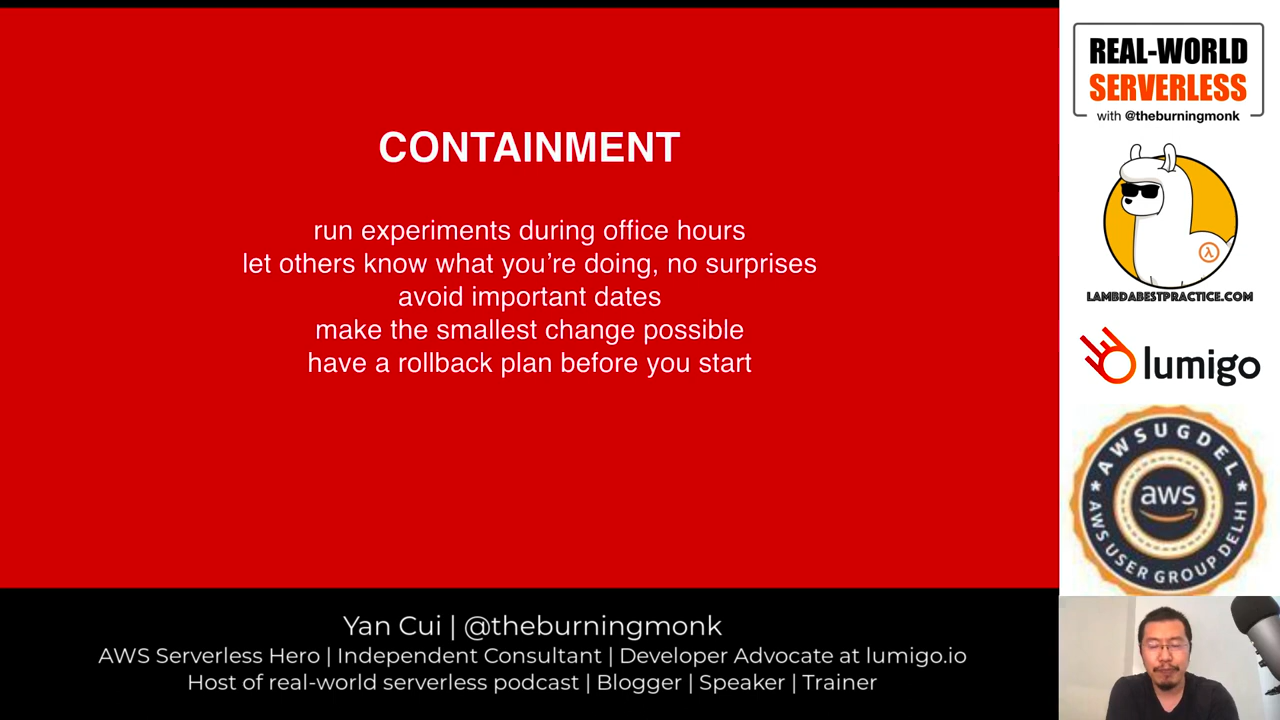 CONTAINMENT
run experiments during office hours
let others know what you're doing, no surprises
avoid important dates
make the smallest change possible
have a rollback plan before you start
Yan Cui | @theburningmonk
AWS Serverless Hero | Independent Consultant | Developer Advocate at lumigo.io
Host of real-world serverless podcast | Blogger | Speaker | Trainer
REAL-WORLD
SERVERLESS
with @theburningmonk
λ
LAMBDABESTPRACTICE.COM
lumigo
* AWSUGDEL *
aws
AWS USER GROUP DELHI